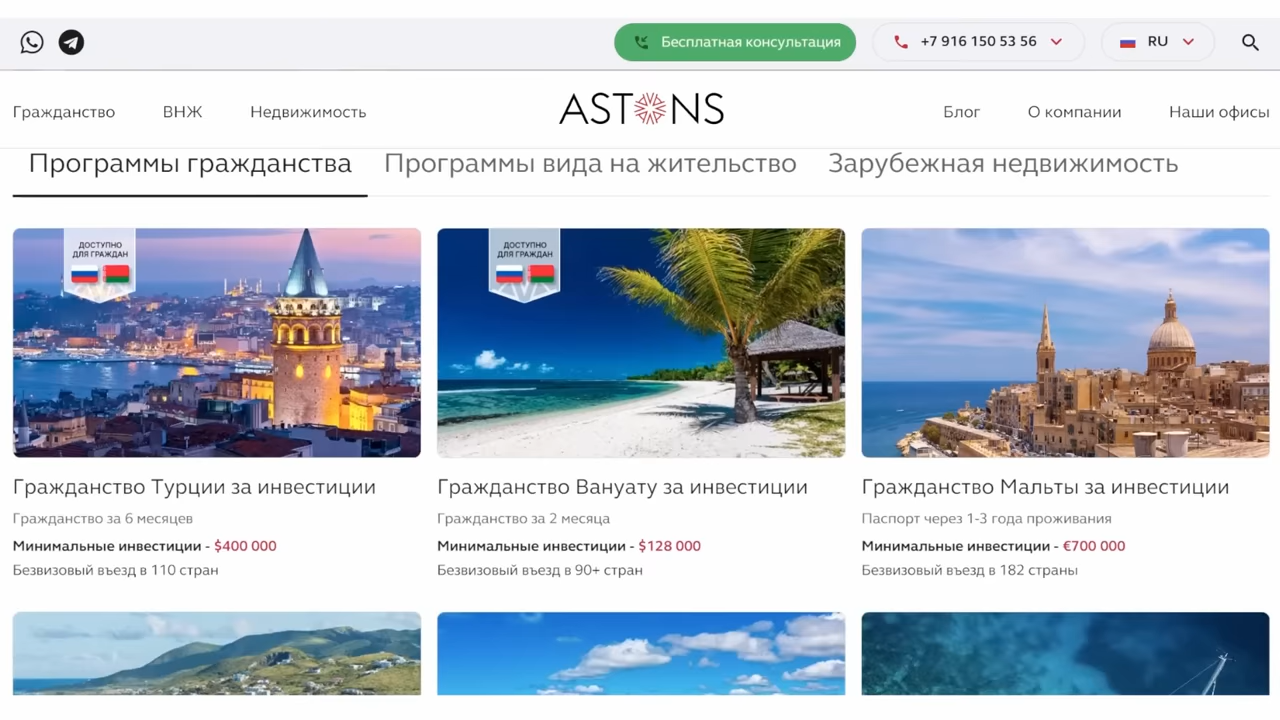 Бесплатная консультация
+7 916 150 53 56
RU
Гражданство
ВНЖ
Недвижимость
ASTONS
Блог
О компании
Наши офисы
Программы гражданства
Программы вида на жительство
Зарубежная недвижимость
ДОСТУПНО
ДЛЯ ГРАЖДАН
ДОСТУПНО
ДЛЯ ГРАЖДАН
Гражданство Турции за инвестиции
Гражданство за 6 месяцев
Минимальные инвестиции - $400 000
Безвизовый въезд в 110 стран
Гражданство Вануату за инвестиции
Гражданство за 2 месяца
Минимальные инвестиции - $128 000
Безвизовый въезд в 90+ стран
Гражданство Мальты за инвестиции
Паспорт через 1-3 года проживания
Минимальные инвестиции - €700 000
Безвизовый въезд в 182 страны